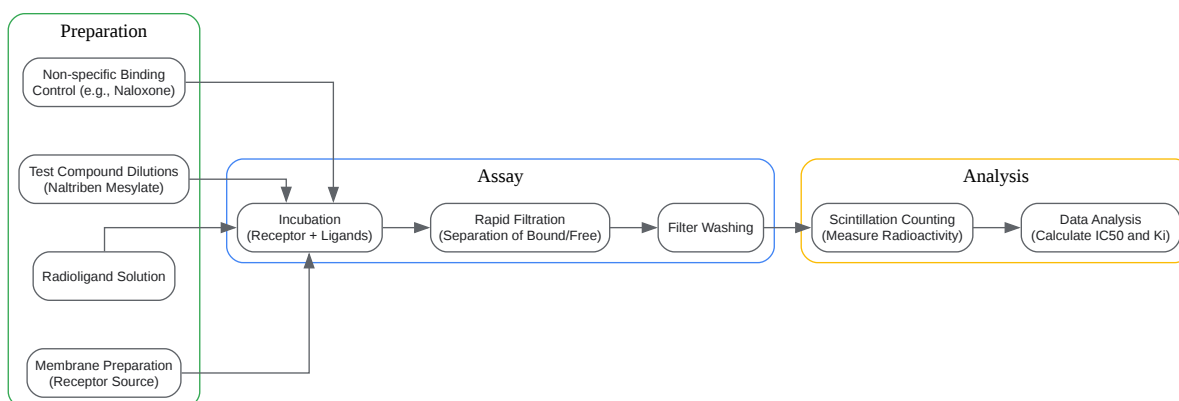 Preparation
Non-specific Binding
Control (e.g., Naloxone)
Test Compound Dilutions
(Naltriben Mesylate)
Radioligand Solution
Membrane Preparation
(Receptor Source)
Assay
Incubation
(Receptor + Ligands)
Rapid Filtration
(Separation of Bound/Free)
Filter Washing
Analysis
Scintillation Counting
(Measure Radioactivity)
Data Analysis
(Calculate IC50 and Ki)